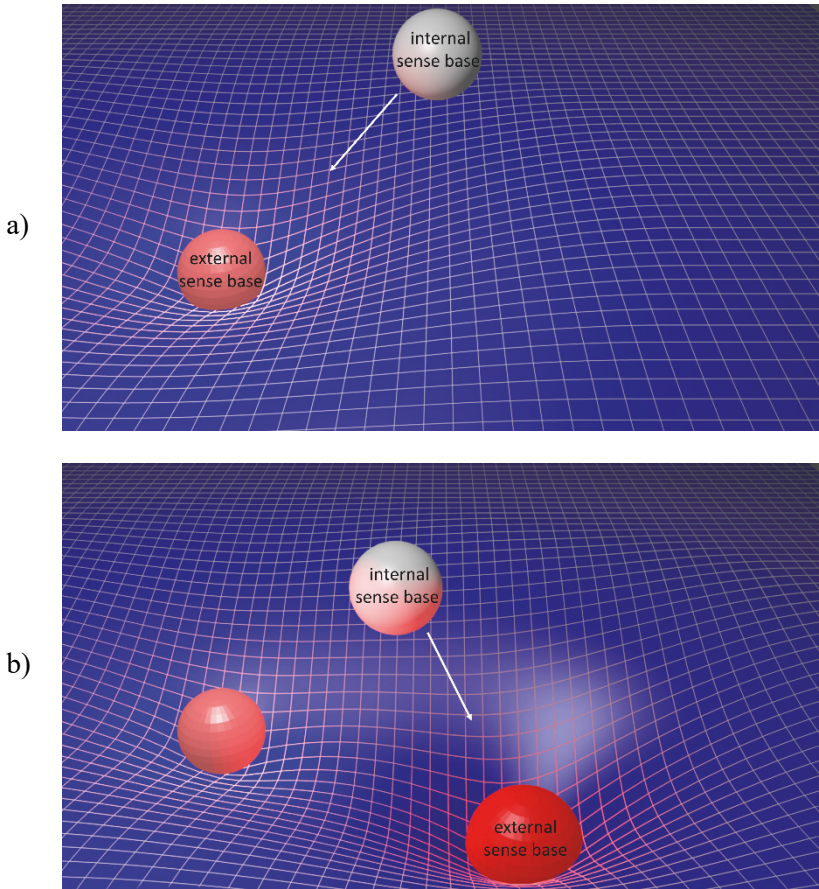 a)
internal
sense base
external
sense base
b)
internal
sense base
external
sense base